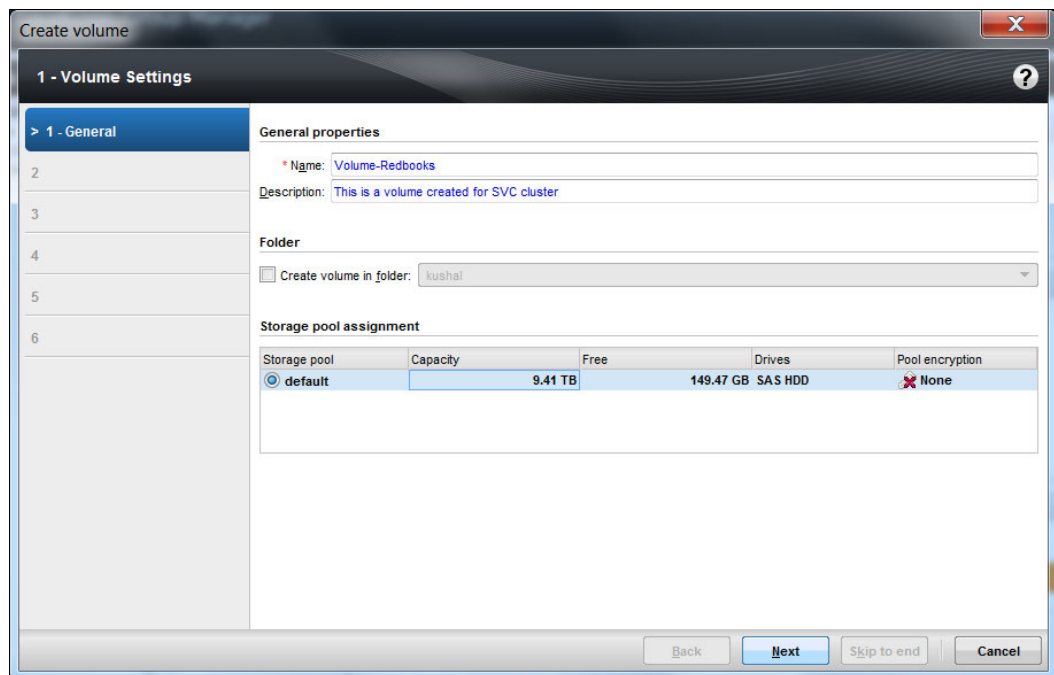 Create volume
X
1 - Volume Settings
?
> 1 - General
2
3
4
5
6
General properties
* Name: Volume-Redbooks
Description: This is a volume created for SVC cluster
Folder
Create volume in folder: kushal
Storage pool assignment
Storage pool Capacity Free Drives Pool encryption
default 9.41 TB 149.47 GB SAS HDD None
Back Next Skip to end Cancel